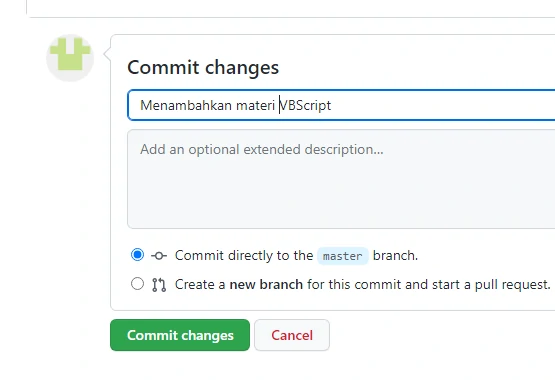 Commit changes
Menambahkan materi VBScript
Add an optional extended description...
Commit directly to the master branch.
Create a new branch for this commit and start a pull request.
Commit changes Cancel